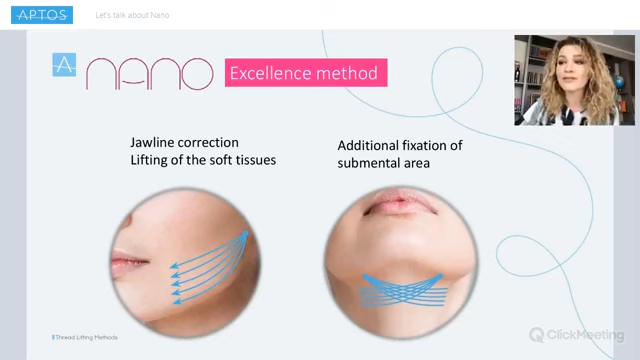 APTOS
Let's talk about Nano
A nano
Excellence method
Jawline correction
Lifting of the soft tissues
Additional fixation of
submental area
Thread Lifting Methods
ClickMeeting